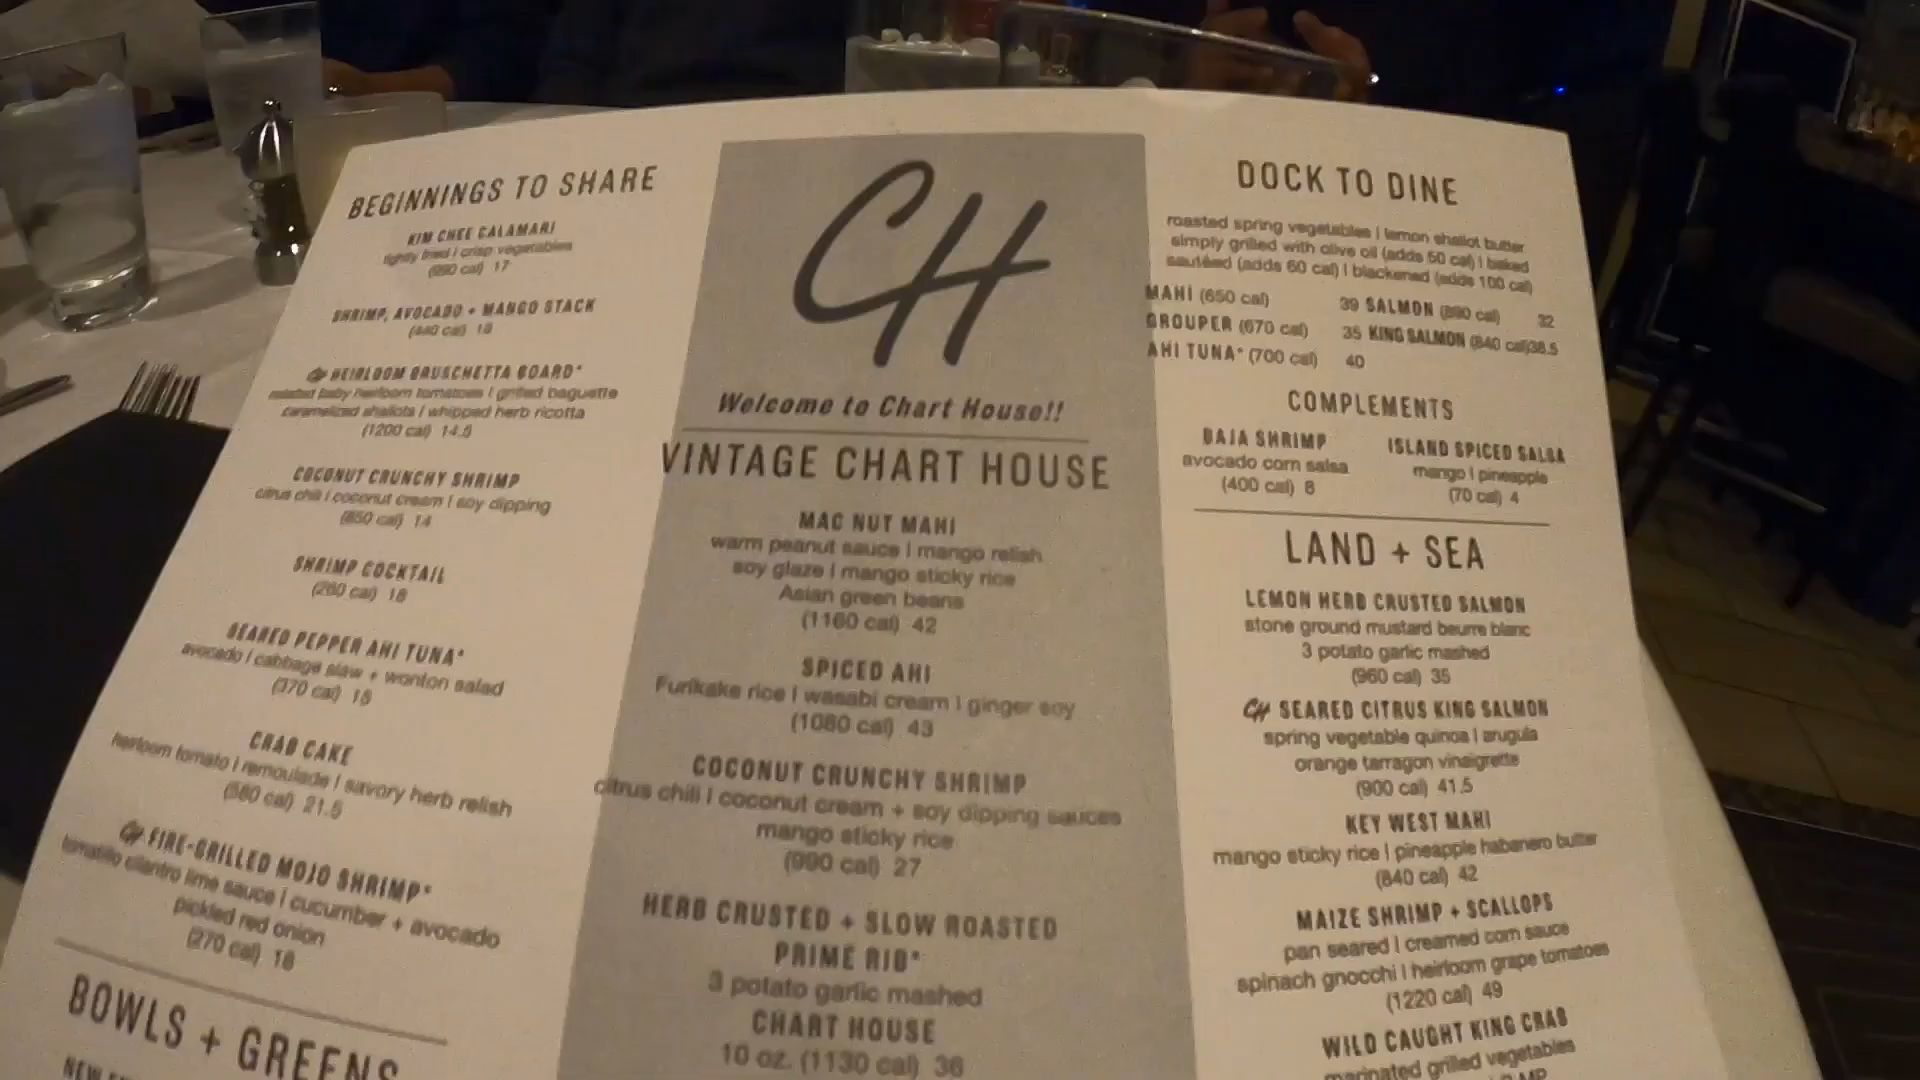 BEGINNINGS TO SHARE
KIM CHEE CALAMARI
lightly fried | crisp vegetables
cal) 17
SHRIMP, AVOCADO + MANGO STACK
(440 cal)
CH HEIRLOOM BRUSCHETTA BOARD*
baby heirloom tomatoes | grilled baguette
caramelized shallots | whipped herb ricotta
(1200 cal) 14.5
COCONUT CRUNCHY SHRIMP
citrus chili | coconut cream | soy dipping
(850 cal) 14
SHRIMP COCKTAIL
(260 cal) 18
SEARED PEPPER AHI TUNA*
avocado | cabbage slaw + wonton salad
(370 cal)
CRAB CAKE
heirloom tomato | remoulade | savory herb relish
(580 cal) 21.5
CH FIRE-GRILLED MOJO SHRIMP*
tomatillo cilantro lime sauce | cucumber + avocado
pickled red onion
(270 cal)
BOWLS + GREENS
CH
Welcome to Chart House!!
VINTAGE CHART HOUSE
MAC NUT MAHI
warm peanut sauce | mango relish
soy glaze | mango sticky rice
Asian green beans
(1160 cal) 42
SPICED AHI
Furikake rice | wasabi cream | ginger soy
(1080 cal) 43
COCONUT CRUNCHY SHRIMP
citrus chili | coconut cream + soy dipping sauces
mango sticky rice
(990 cal) 27
HERB CRUSTED + SLOW ROASTED
PRIME RIB*
3 potato garlic mashed
CHART HOUSE
10 oz. (1130 cal) 36
DOCK TO DINE
roasted spring vegetables | lemon shallot butter
simply grilled with olive oil (adds 50 cal) | baked
sautéed (adds 60 cal) | blackened (adds 100 cal)
MAHI (650 cal) 39 SALMON (890 cal) 32
GROUPER (670 cal) 35 KING SALMON (840 cal)38.5
AHI TUNA* (700 cal) 40
COMPLEMENTS
BAJA SHRIMP
avocado corn salsa
(400 cal) 8
ISLAND SPICED SALSA
mango | pineapple
(70 cal) 4
LAND + SEA
LEMON HERB CRUSTED SALMON
stone ground mustard beurre blanc
3 potato garlic mashed
(960 cal) 35
CH SEARED CITRUS KING SALMON
spring vegetable quinoa | arugula
orange tarragon vinaigrette
(900 cal) 41.5
KEY WEST MAHI
mango sticky rice | pineapple habanero butter
(840 cal) 42
MAIZE SHRIMP + SCALLOPS
pan seared | creamed corn sauce
spinach gnocchi | heirloom grape tomatoes
(1220 cal) 49
WILD CAUGHT KING CRAB
marinated grilled vegetables
MP